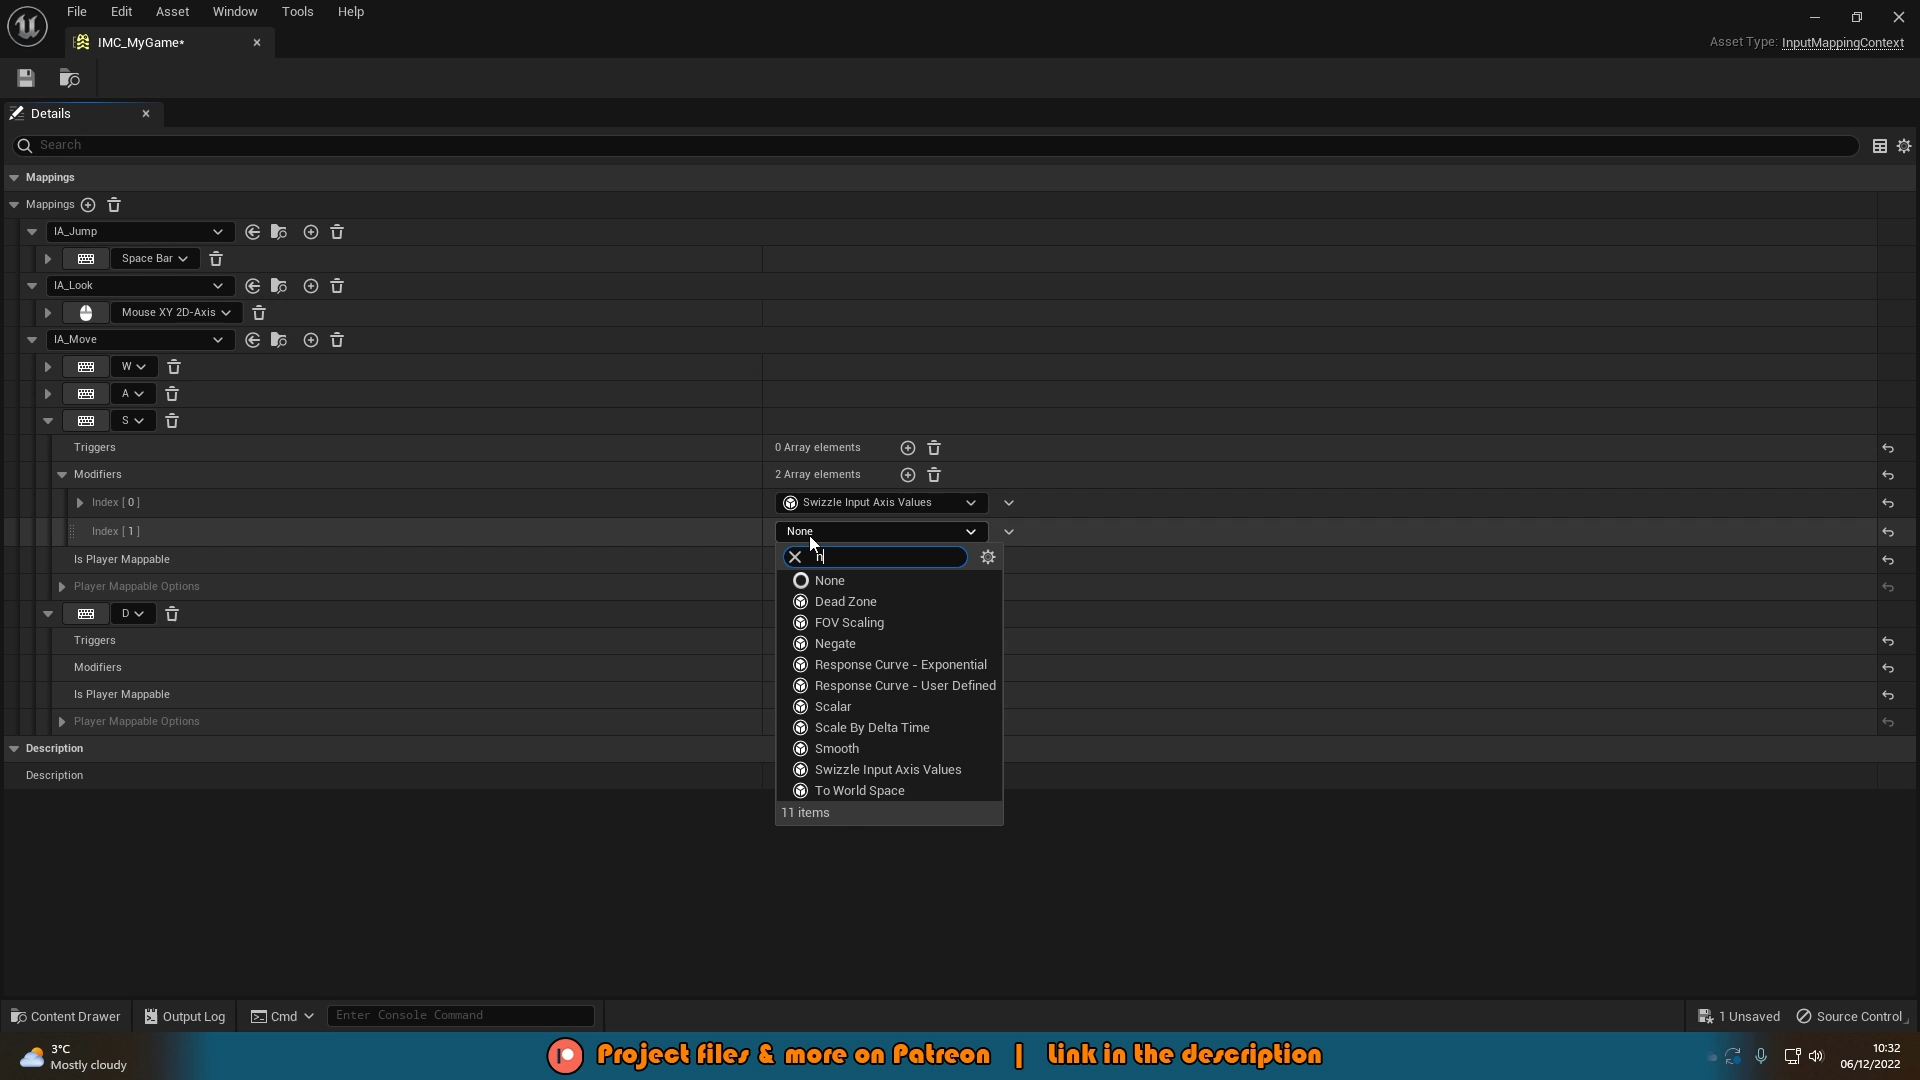 File Edit Asset Window Tools Help
IMC_MyGame*
Asset Type: InputMappingContext
Details
Search
Mappings
Mappings
IA_Jump
Space Bar
IA_Look
Mouse XY 2D-Axis
IA_Move
W
A
S
Triggers 0 Array elements
Modifiers 2 Array elements
Index [ 0 ] Swizzle Input Axis Values
Index [ 1 ] None
n
Is Player Mappable
None
Player Mappable Options
Dead Zone
D
FOV Scaling
Triggers
Negate
Modifiers
Response Curve - Exponential
Is Player Mappable
Response Curve - User Defined
Player Mappable Options
Scalar
Scale By Delta Time
Description
Smooth
Description
Swizzle Input Axis Values
To World Space
11 items
Content Drawer Output Log Cmd Enter Console Command 1 Unsaved Source Control
3°C
Mostly cloudy
Project files & more on Patreon | Link in the description
10:32
06/12/2022